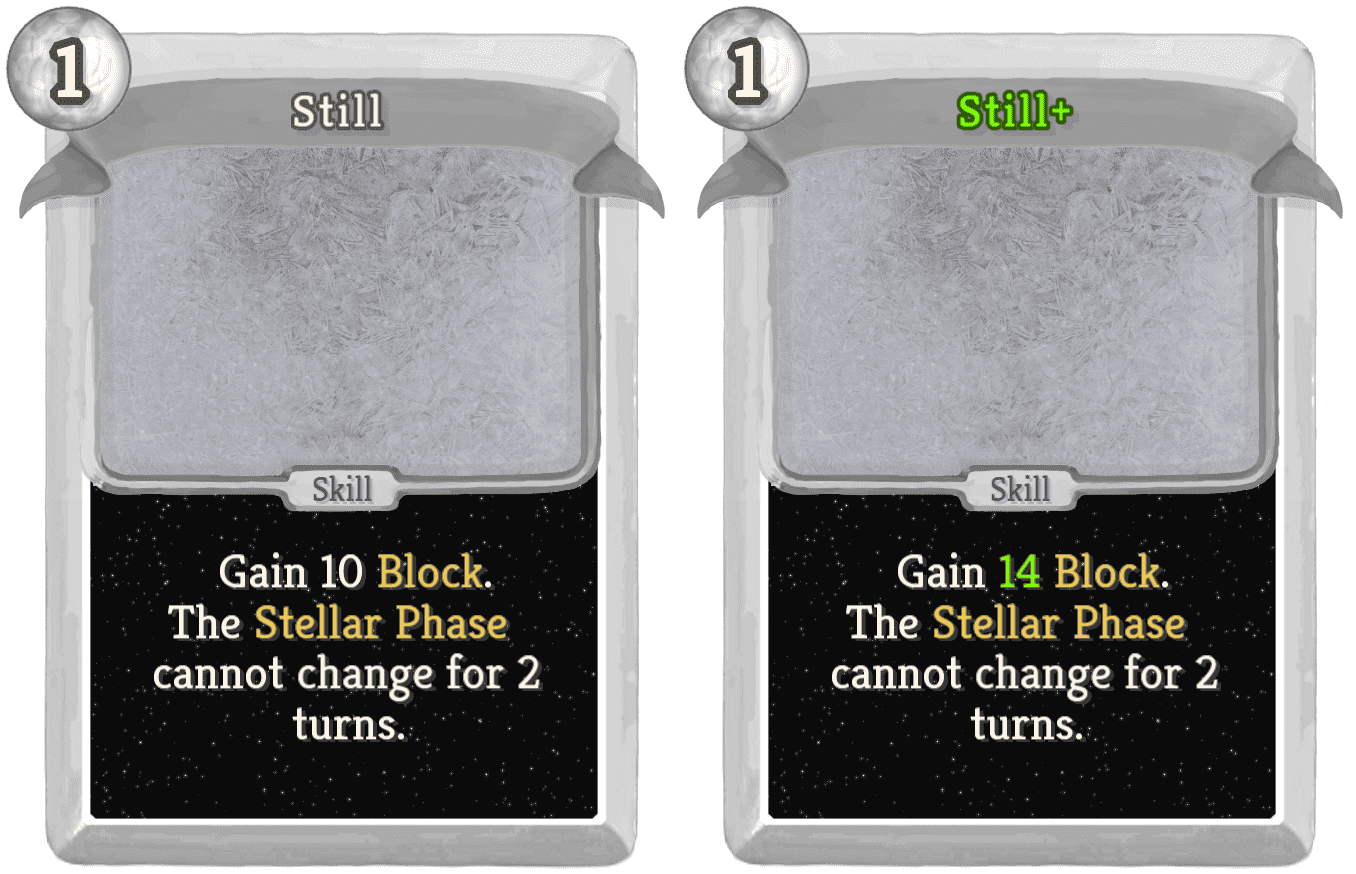 1
Still
Skill
Gain 10 Block.
The Stellar Phase
cannot change for 2
turns.
1
Still+
Skill
Gain 14 Block.
The Stellar Phase
cannot change for 2
turns.